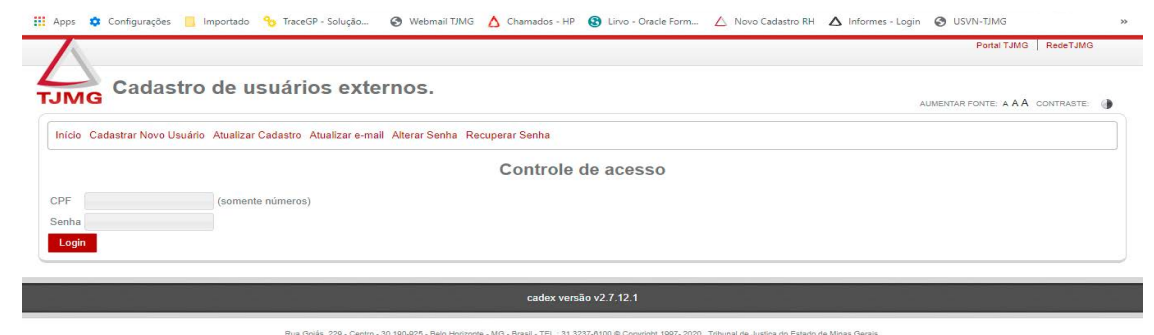 Apps Configurações Importado TraceGP - Solução... Webmail TJMG Chamados - HP Lirvo - Oracle Form... Novo Cadastro RH Informes - Login USVN-TJMG »
Portal TJMG | RedeTJMG
TJMG Cadastro de usuários externos.
AUMENTAR FONTE: A A A CONTRASTE:
Início Cadastrar Novo Usuário Atualizar Cadastro Atualizar e-mail Alterar Senha Recuperar Senha
Controle de acesso
CPF (somente números)
Senha
Login
cadex versão v2.7.12.1
Rua Goiás, 229 - Centro - 30.190-925 - Belo Horizonte - MG - Brasil - TEL.: 31 3237-6100 © Copyright 1997- 2020 . Tribunal de Justiça do Estado de Minas Gerais